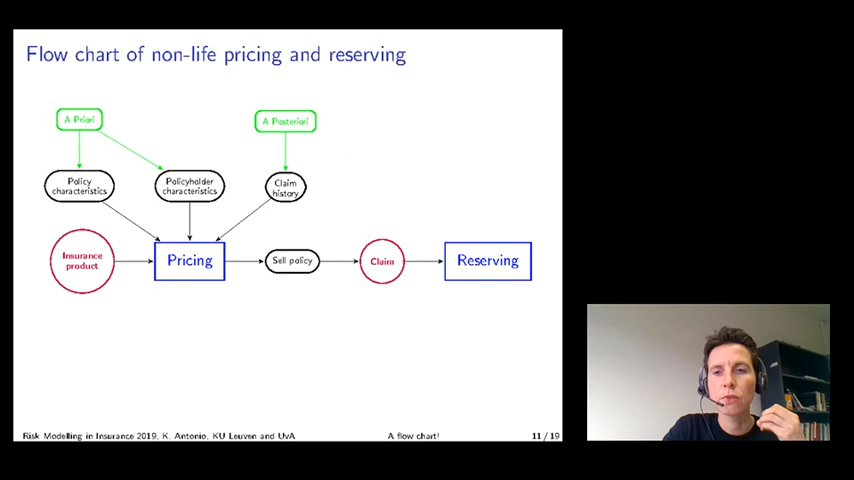 Flow chart of non-life pricing and reserving
A Priori
A Posteriori
Policy
characteristics
Policyholder
characteristics
Claim
history
Insurance
product
Pricing
Sell policy
Claim
Reserving
Risk Modelling in Insurance 2019, K. Antonio, KU Leuven and UvA
A flow chart!
11 / 19